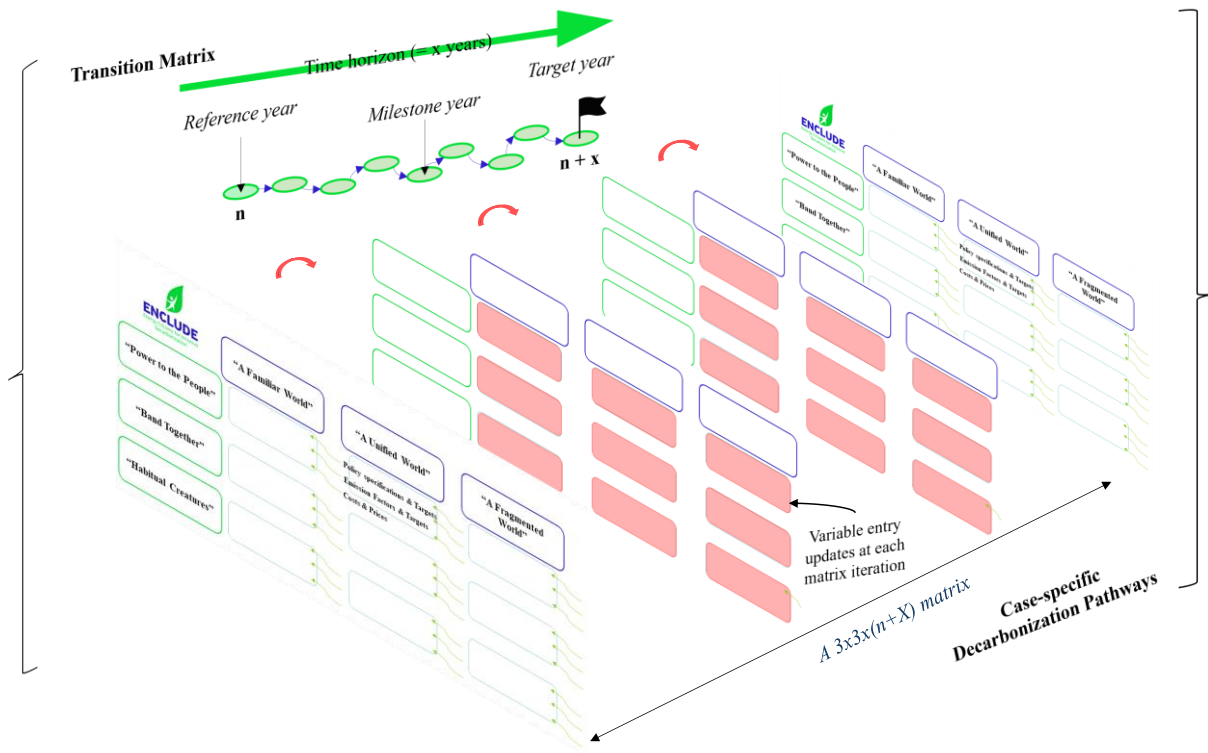 Transition Matrix
Time horizon (= x years)
Target year
Reference year
Milestone year
n
n + x
ENCLUDE
"Power to the People"
"Band Together"
"A Familiar World"
"A Unified World"
Policy specifications & Targets
Emission Factors & Targets
Costs & Prices
"A Fragmented
World"
ENCLUDE
"Power to the People"
"Band Together"
"Habitual Creatures"
"A Familiar World"
"A Unified World"
Policy specifications & Targets
Emission Factors & Targets
Costs & Prices
"A Fragmented
World"
Variable entry
updates at each
matrix iteration
A 3x3x(n+X) matrix
Case-specific
Decarbonization Pathways